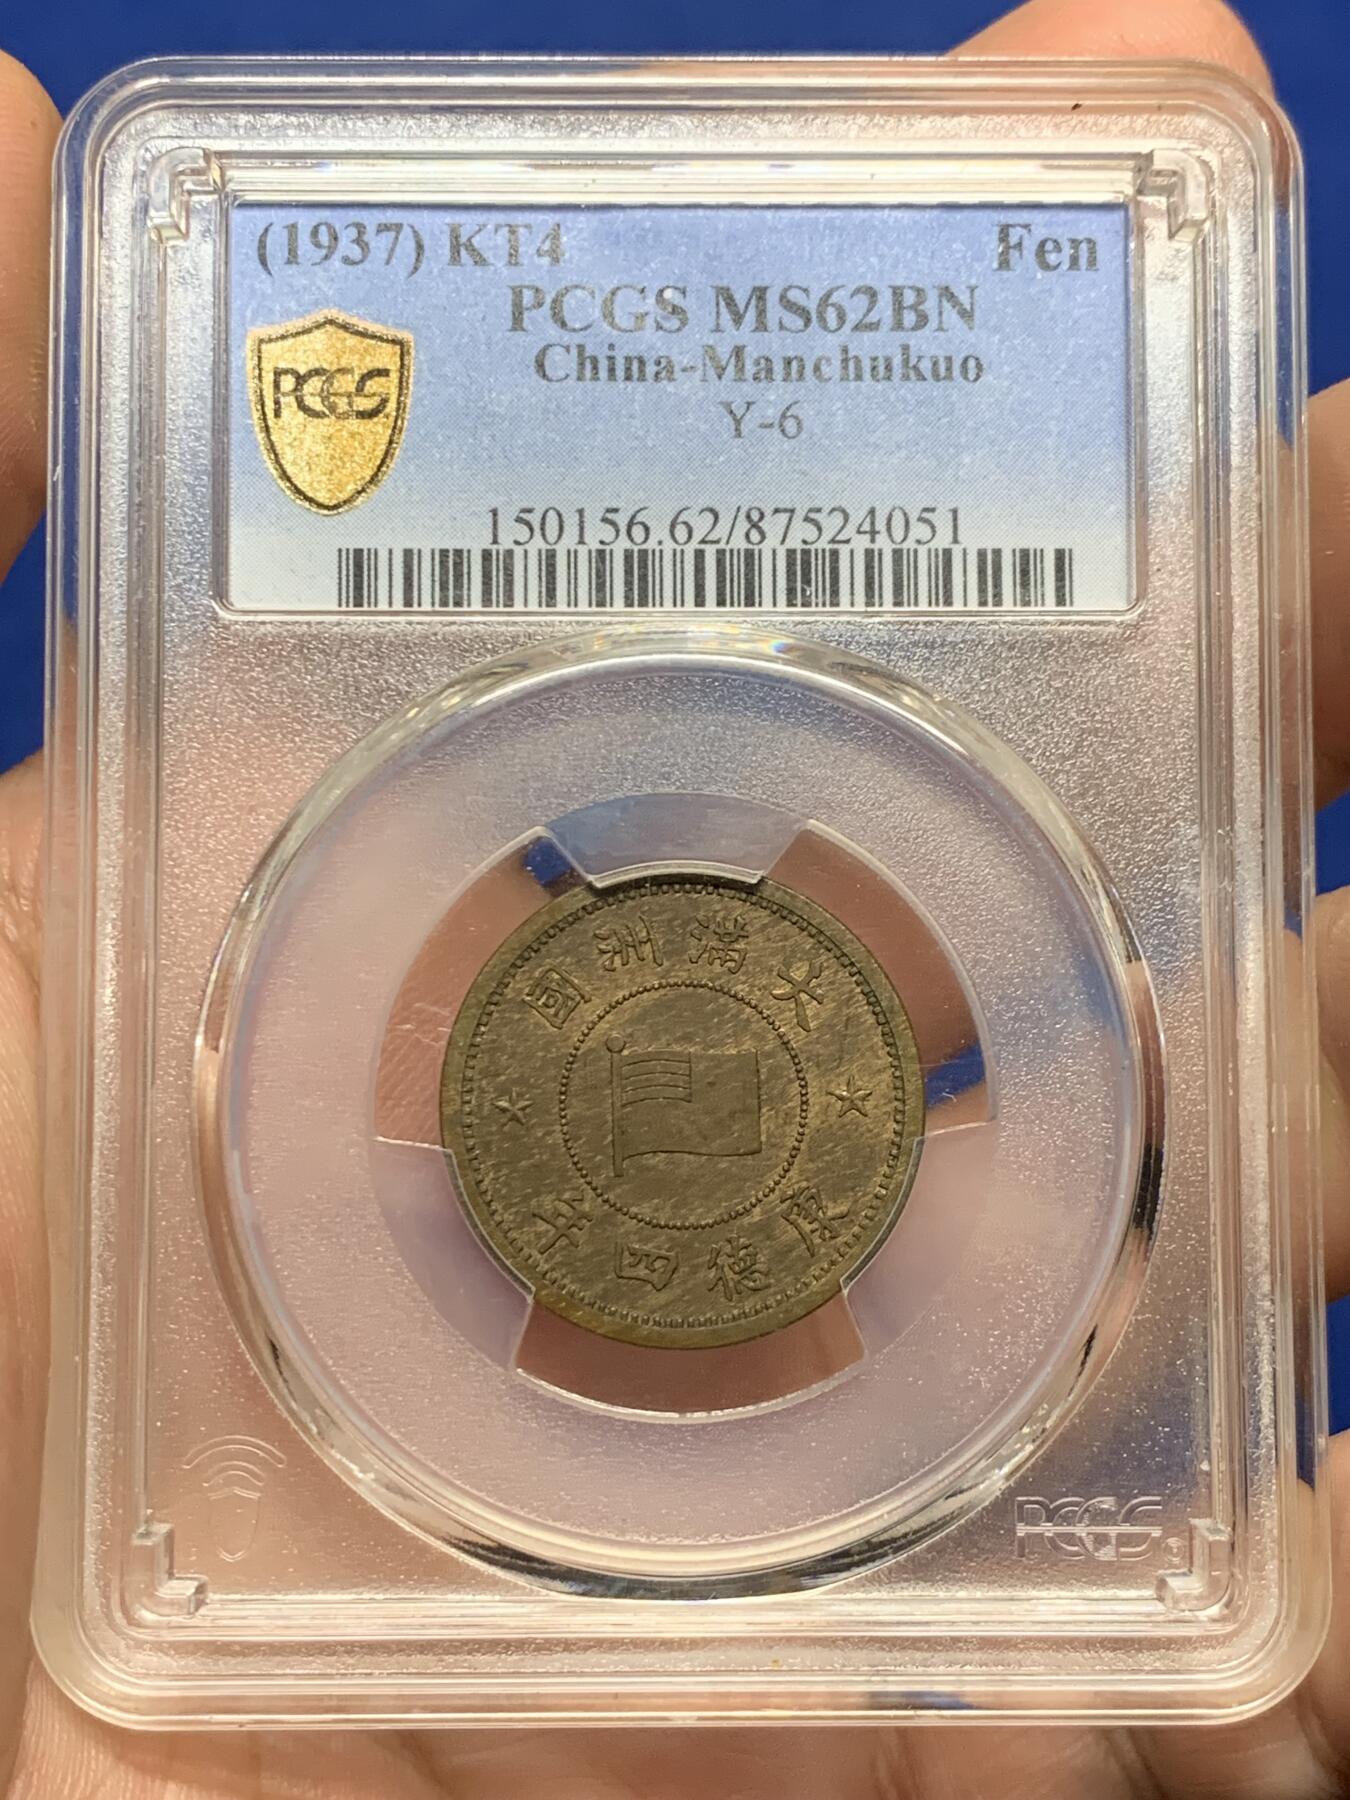 (1937) KT4 Fen
PCGS MS62BN
China-Manchukuo
Y-6
PCGS
150156.62/87524051
大滿洲國
康德四年
PCGS